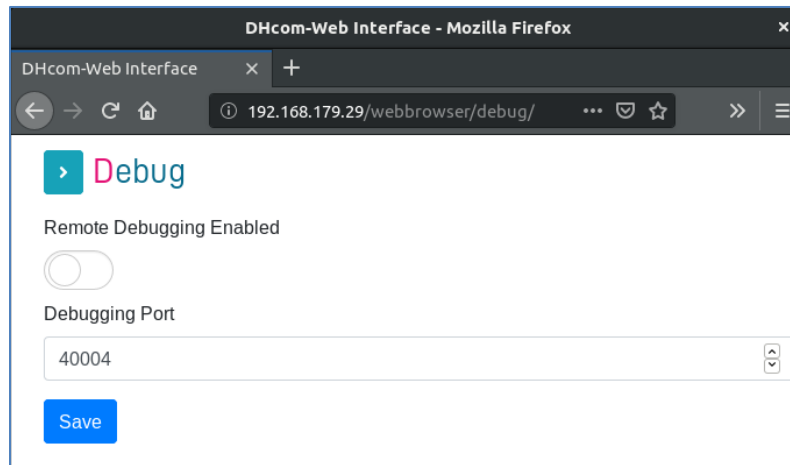 DHcom-Web Interface - Mozilla Firefox
DHcom-Web Interface
192.168.179.29/webbrowser/debug/
Debug
Remote Debugging Enabled
Debugging Port
40004
Save